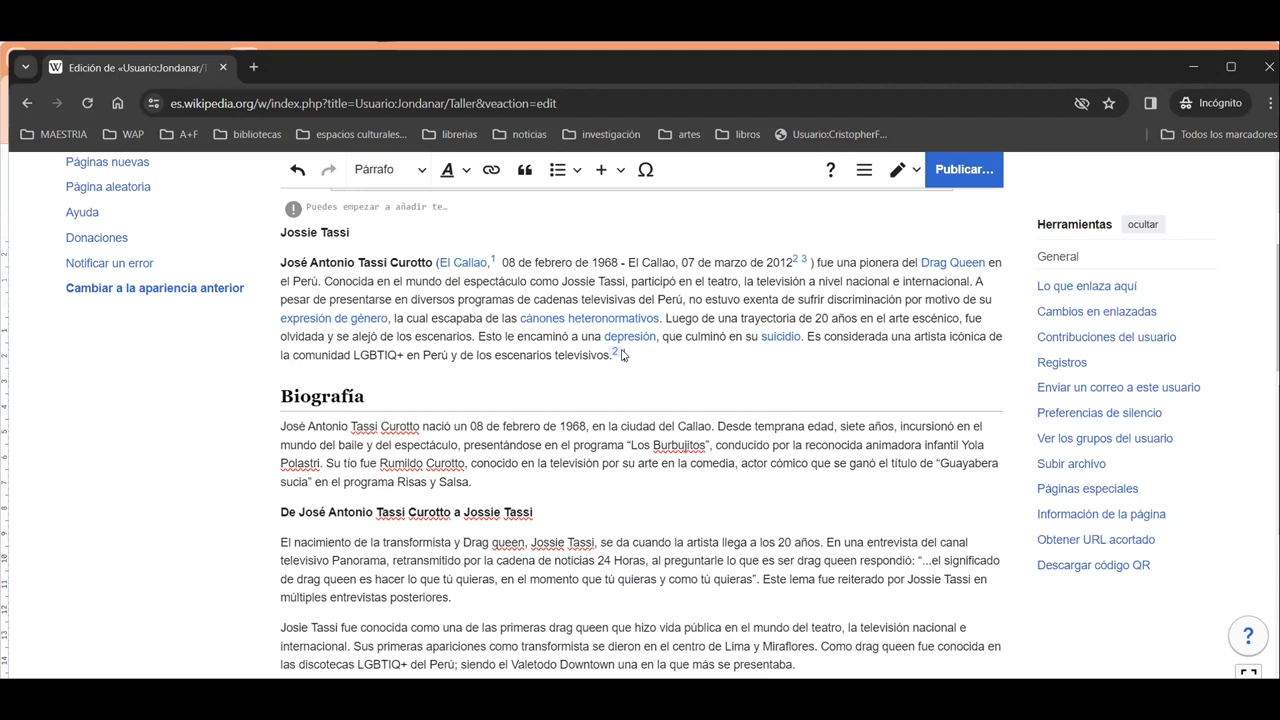 Edición de «Usuario:Jondanar/T
es.wikipedia.org/w/index.php?title=Usuario:Jondanar/Taller&veaction=edit
Incógnito
MAESTRIA WAP A+F bibliotecas espacios culturales... librerias noticias investigación artes libros Usuario:CristopherF... Todos los marcadores
Páginas nuevas
Página aleatoria
Ayuda
Donaciones
Notificar un error
Cambiar a la apariencia anterior
Párrafo A Ω ? Publicar...
Puedes empezar a añadir te...
Jossie Tassi
José Antonio Tassi Curotto (El Callao,1 08 de febrero de 1968 - El Callao, 07 de marzo de 20122 3 ) fue una pionera del Drag Queen en
el Perú. Conocida en el mundo del espectáculo como Jossie Tassi, participó en el teatro, la televisión a nivel nacional e internacional. A
pesar de presentarse en diversos programas de cadenas televisivas del Perú, no estuvo exenta de sufrir discriminación por motivo de su
expresión de género, la cual escapaba de las cánones heteronormativos. Luego de una trayectoria de 20 años en el arte escénico, fue
olvidada y se alejó de los escenarios. Esto le encaminó a una depresión, que culminó en su suicidio. Es considerada una artista icónica de
la comunidad LGBTIQ+ en Perú y de los escenarios televisivos.2
Biografía
José Antonio Tassi Curotto nació un 08 de febrero de 1968, en la ciudad del Callao. Desde temprana edad, siete años, incursionó en el
mundo del baile y del espectáculo, presentándose en el programa “Los Burbujitos”, conducido por la reconocida animadora infantil Yola
Polastri. Su tío fue Rumildo Curotto, conocido en la televisión por su arte en la comedia, actor cómico que se ganó el título de “Guayabera
sucia” en el programa Risas y Salsa.
De José Antonio Tassi Curotto a Jossie Tassi
El nacimiento de la transformista y Drag queen, Jossie Tassi, se da cuando la artista llega a los 20 años. En una entrevista del canal
televisivo Panorama, retransmitido por la cadena de noticias 24 Horas, al preguntarle lo que es ser drag queen respondió: “...el significado
de drag queen es hacer lo que tú quieras, en el momento que tú quieras y como tú quieras”. Este lema fue reiterado por Jossie Tassi en
múltiples entrevistas posteriores.
Josie Tassi fue conocida como una de las primeras drag queen que hizo vida pública en el mundo del teatro, la televisión nacional e
internacional. Sus primeras apariciones como transformista se dieron en el centro de Lima y Miraflores. Como drag queen fue conocida en
las discotecas LGBTIQ+ del Perú; siendo el Valetodo Downtown una en la que más se presentaba.
Herramientas ocultar
General
Lo que enlaza aquí
Cambios en enlazadas
Contribuciones del usuario
Registros
Enviar un correo a este usuario
Preferencias de silencio
Ver los grupos del usuario
Subir archivo
Páginas especiales
Información de la página
Obtener URL acortado
Descargar código QR
?